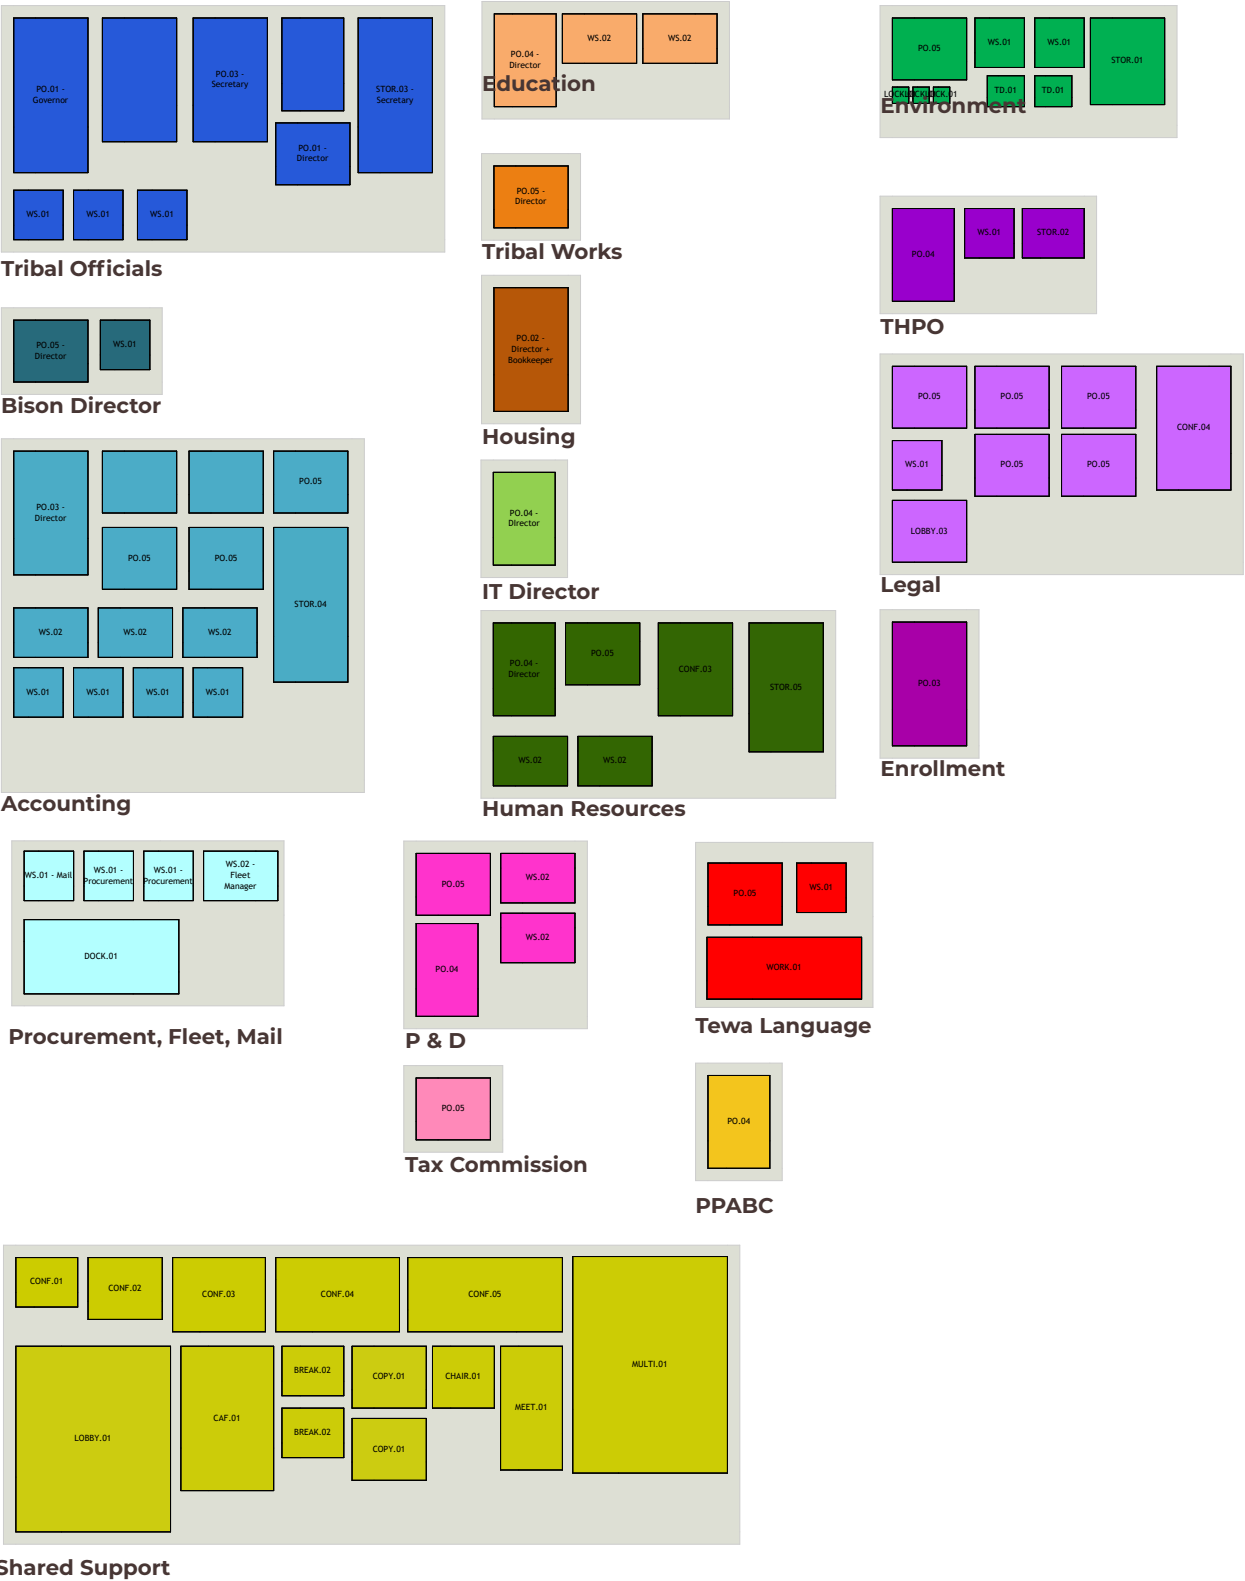 PO.01 -
Governor
PO.03 -
Secretary
STOR.03 -
Secretary
PO.01 -
Director
WS.01
WS.01
WS.01
Tribal Officials
PO.04 -
Director
WS.02
WS.02
Education
PO.05
WS.01
WS.01
STOR.01
TD.01
TD.01
LOCK.01
Environment
PO.05 -
Director
Tribal Works
PO.04
WS.01
STOR.02
THPO
PO.05 -
Director
WS.01
Bison Director
PO.02 -
Director +
Bookkeeper
Housing
PO.05
PO.05
PO.05
CONF.04
WS.01
PO.05
PO.05
LOBBY.03
Legal
PO.03 -
Director
PO.05
PO.05
PO.05
STOR.04
WS.02
WS.02
WS.02
WS.01
WS.01
WS.01
WS.01
Accounting
PO.04 -
Director
IT Director
PO.04 -
Director
PO.05
CONF.03
STOR.05
WS.02
WS.02
Human Resources
PO.03
Enrollment
WS.01 - Mail
WS.01 -
Procurement
WS.01 -
Procurement
WS.02 -
Fleet
Manager
DOCK.01
Procurement, Fleet, Mail
PO.05
WS.02
WS.02
PO.04
P & D
PO.05
WS.01
WORK.01
Tewa Language
PO.05
Tax Commission
PO.04
PPABC
CONF.01
CONF.02
CONF.03
CONF.04
CONF.05
MULTI.01
LOBBY.01
CAF.01
BREAK.02
BREAK.02
COPY.01
COPY.01
CHAIR.01
MEET.01
Shared Support